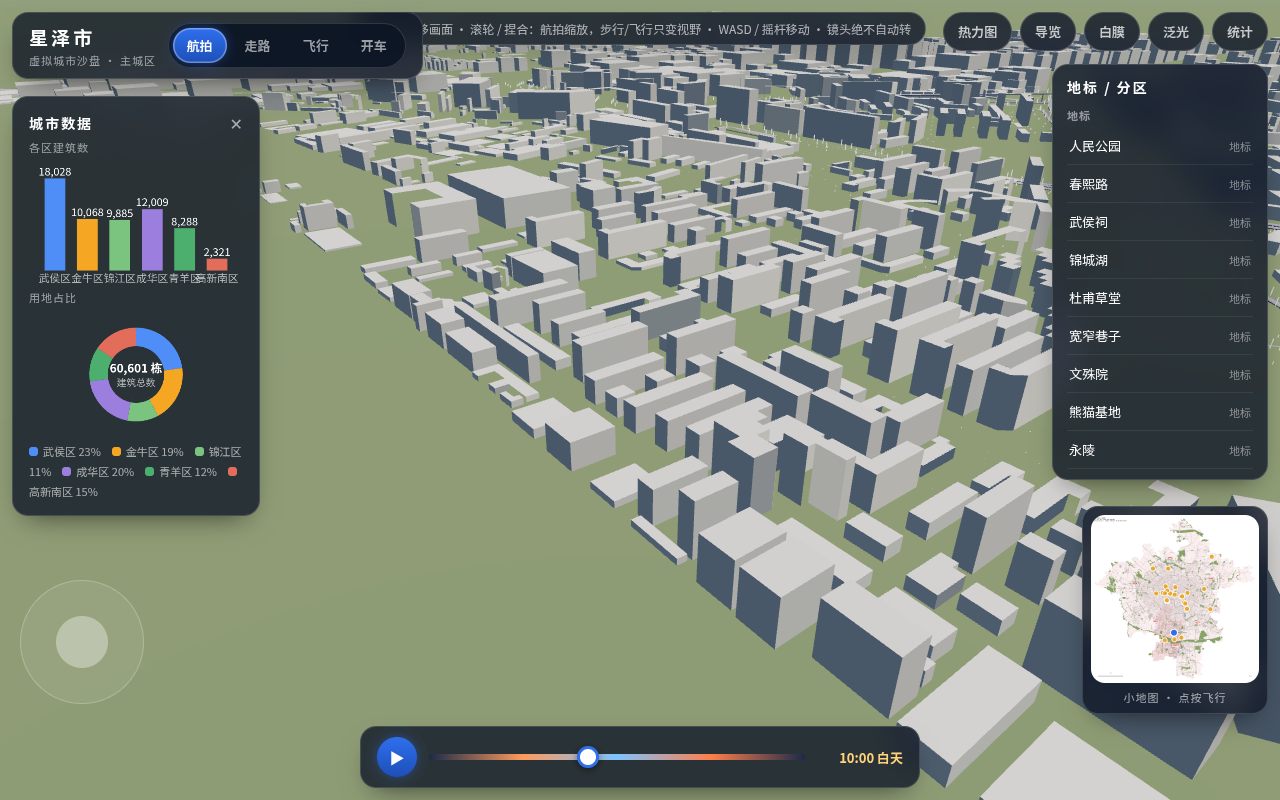 星泽市
虚拟城市沙盘 · 主城区
航拍 走路 飞行 开车
移画面 · 滚轮 / 捏合：航拍缩放，步行/飞行只变视野 · WASD / 摇杆移动 · 镜头绝不自动转
热力图 导览 白膜 泛光 统计
城市数据 ✕
各区建筑数
18,028 10,068 9,885 12,009 8,288 2,321
武侯区 金牛区 锦江区 成华区 青羊区 高新南区
用地占比
60,601 栋
建筑总数
武侯区 23% 金牛区 19% 锦江区
11% 成华区 20% 青羊区 12%
高新南区 15%
地标 / 分区
地标
人民公园 地标
春熙路 地标
武侯祠 地标
锦城湖 地标
杜甫草堂 地标
宽窄巷子 地标
文殊院 地标
熊猫基地 地标
永陵 地标
小地图 · 点按飞行
10:00 白天